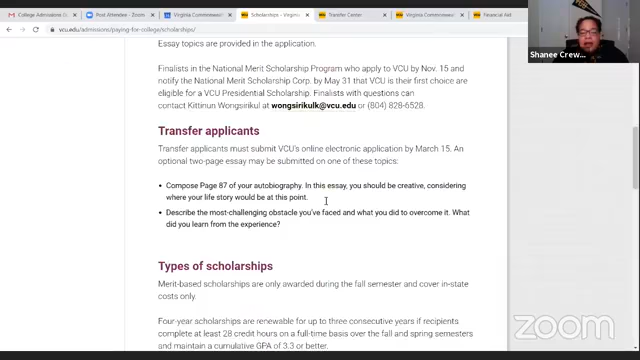 College Admissions
Post Attendee - Zoom
Virginia Commonwealth
Scholarships - Virginia
Transfer Center
Virginia Commonwealth
Financial Aid
vcu.edu/admissions/paying-for-college/scholarships/
Shanee Crew...
Essay topics are provided in the application.
Finalists in the National Merit Scholarship Program who apply to VCU by Nov. 15 and
notify the National Merit Scholarship Corp. by May 31 that VCU is their first choice are
eligible for a VCU Presidential Scholarship. Finalists with questions can
contact Kittinun Wongsirikul at wongsirikulk@vcu.edu or (804) 828-6528.
Transfer applicants
Transfer applicants must submit VCU's online electronic application by March 15. An
optional two-page essay may be submitted on one of these topics:
• Compose Page 87 of your autobiography. In this essay, you should be creative, considering
where your life story would be at this point.
• Describe the most-challenging obstacle you've faced and what you did to overcome it. What
did you learn from the experience?
Types of scholarships
Merit-based scholarships are only awarded during the fall semester and cover in-state
costs only.
Four-year scholarships are renewable for up to three consecutive years if recipients
complete at least 28 credit hours on a full-time basis over the fall and spring semesters
and maintain a cumulative GPA of 3.3 or better.
zoom